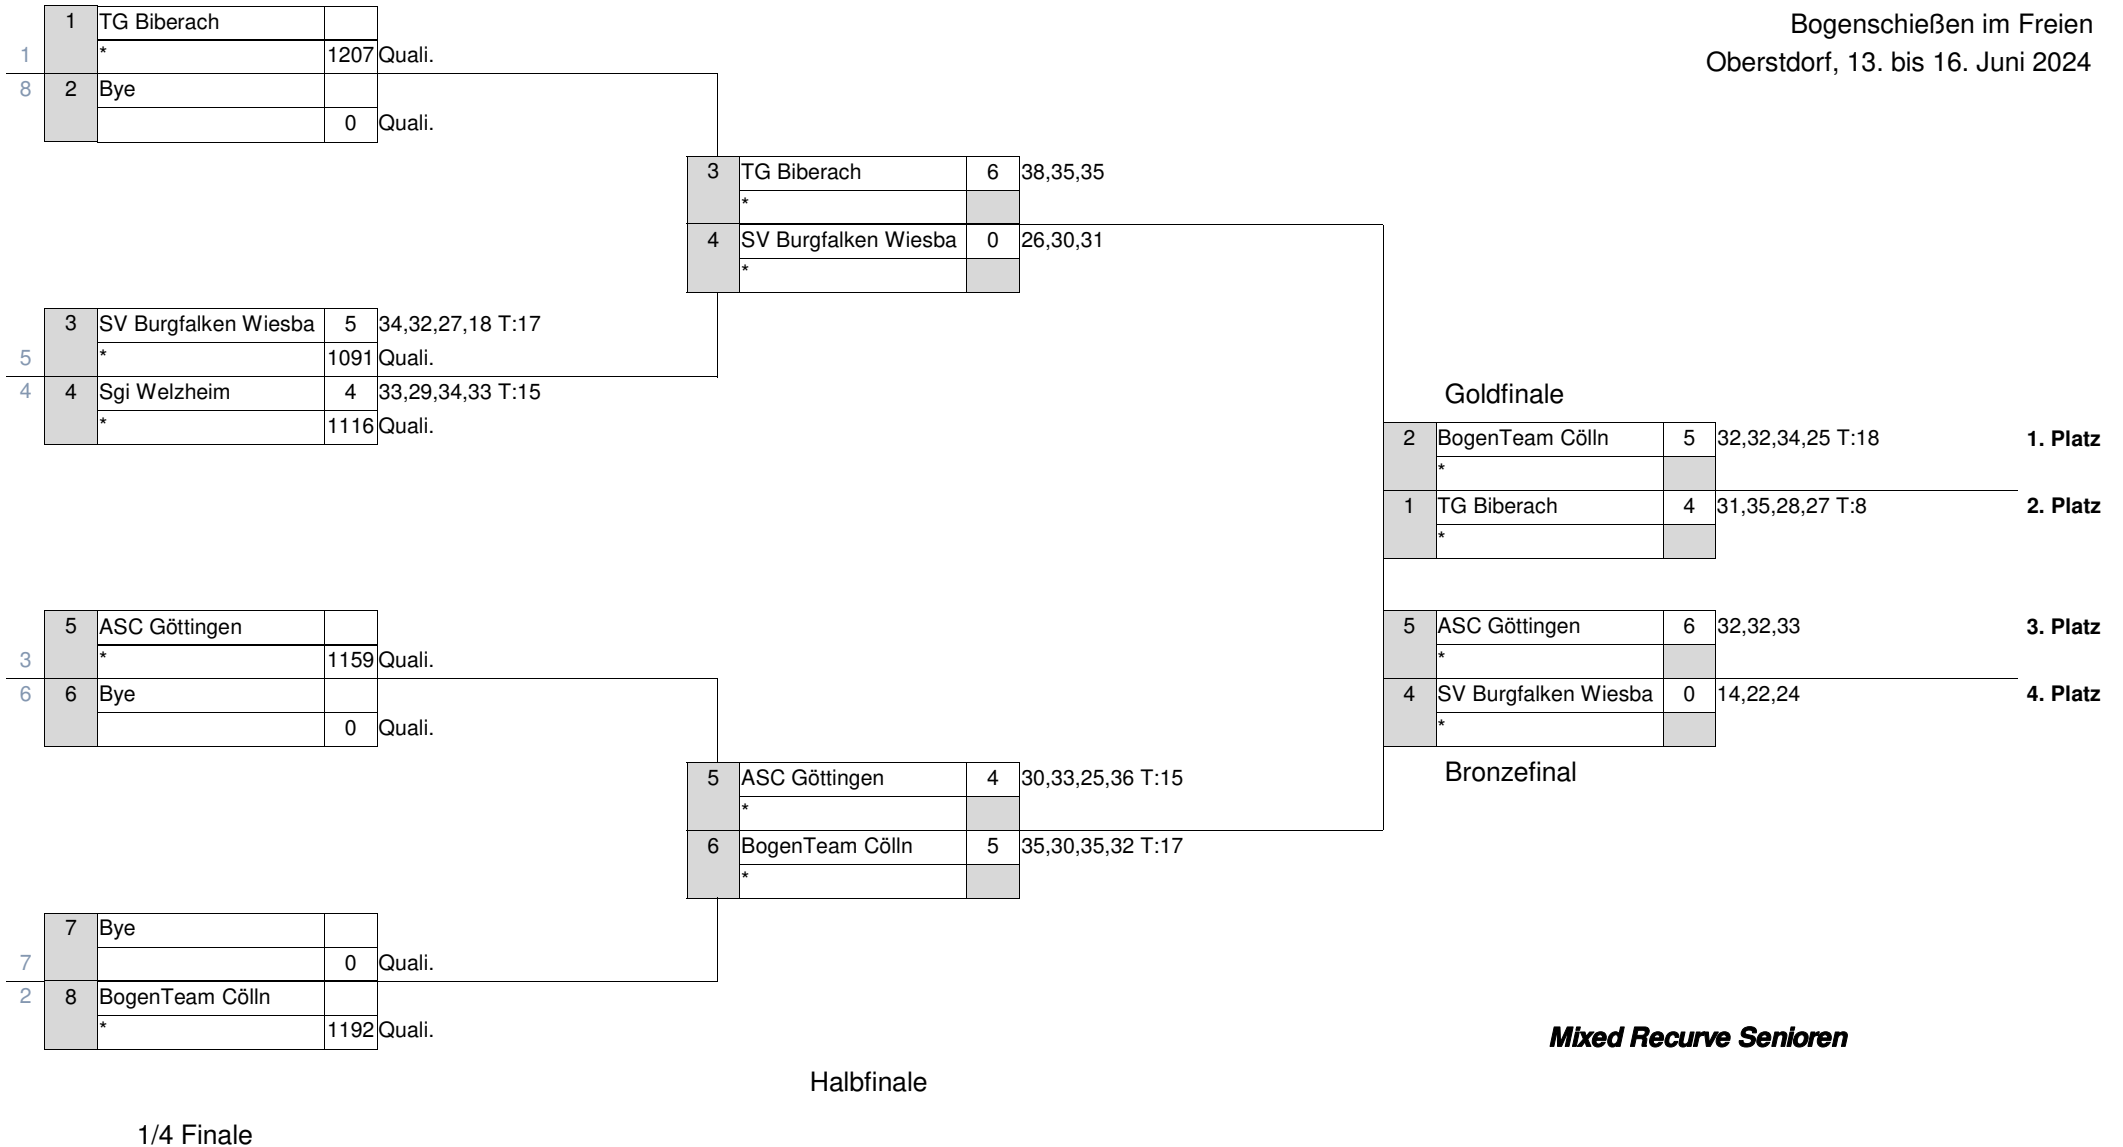 Bogenschießen im Freien
Oberstdorf, 13. bis 16. Juni 2024
1 TG Biberach
1 * 1207 Quali.
8 2 Bye
0 Quali.
3 TG Biberach 6 38,35,35
*
4 SV Burgfalken Wiesba 0 26,30,31
*
3 SV Burgfalken Wiesba 5 34,32,27,18 T:17
5 * 1091 Quali.
4 4 Sgi Welzheim 4 33,29,34,33 T:15
* 1116 Quali.
Goldfinale
2 BogenTeam Cölln 5 32,32,34,25 T:18 1. Platz
*
1 TG Biberach 4 31,35,28,27 T:8 2. Platz
*
5 ASC Göttingen
3 * 1159 Quali.
6 6 Bye
0 Quali.
5 ASC Göttingen 6 32,32,33 3. Platz
*
4 SV Burgfalken Wiesba 0 14,22,24 4. Platz
*
Bronzefinal
5 ASC Göttingen 4 30,33,25,36 T:15
*
6 BogenTeam Cölln 5 35,30,35,32 T:17
*
7 Bye
7 0 Quali.
2 8 BogenTeam Cölln
* 1192 Quali.
Mixed Recurve Senioren
Halbfinale
1/4 Finale